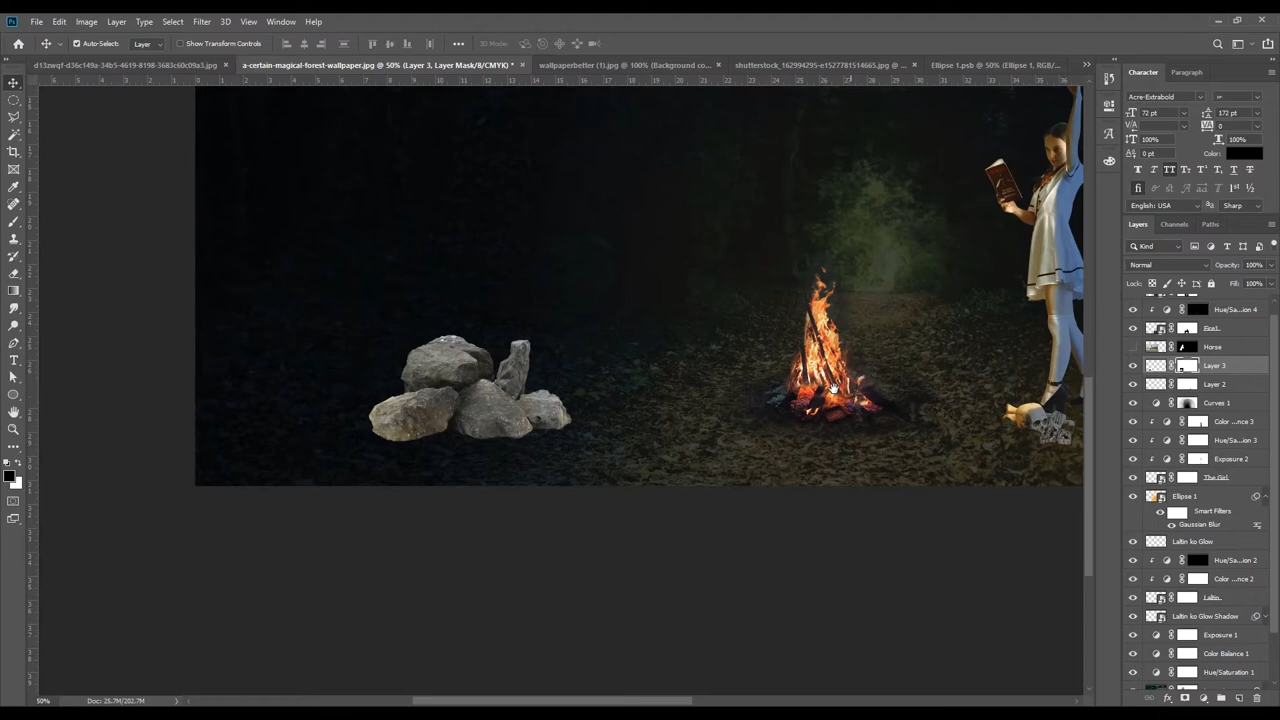 Ps File Edit Image Layer Type Select Filter 3D View Window Help
Auto-Select: Layer Show Transform Controls 3D Mode:
d13zwqf-d36c149a-34b5-4619-8198-3683c60c09a3.jpg × a-certain-magical-forest-wallpaper.jpg @ 50% (Layer 3, Layer Mask/8/CMYK) * × wallpaperbetter (1).jpg @ 100% (Background co... × shutterstock_162994295-e1527781514665.jpg @ ... × Ellipse 1.psb @ 50% (Ellipse 1, RGB/...
Character Paragraph
Acre-Extrabold
72 pt 172 pt
0
100% 100%
0 pt Color:
English: USA Sharp
Layers Channels Paths
Kind
Normal Opacity: 100%
Lock: Fill: 100%
Hue/Sa...ion 4
Fire1
Horse
Layer 3
Layer 2
Curves 1
Color ...nce 3
Hue/Sa...ion 3
Exposure 2
The Girl
Ellipse 1
Smart Filters
Gaussian Blur
Laltin ko Glow
Hue/Sa...ion 2
Color ...nce 2
Laltin
Laltin ko Glow Shadow
Exposure 1
Color Balance 1
Hue/Saturation 1
50% Doc: 25.7M/202.7M